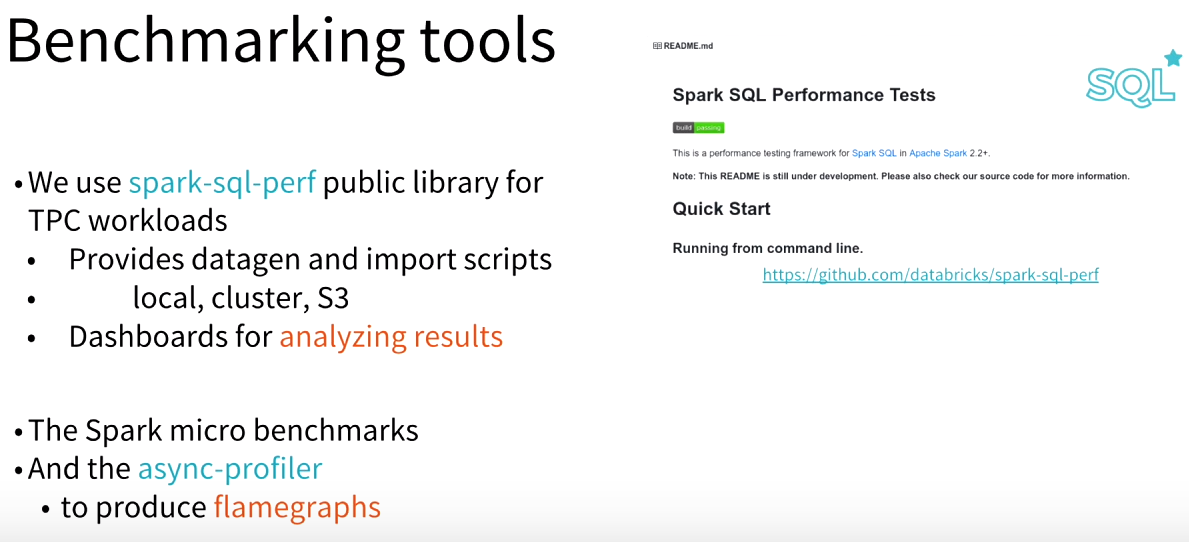 Benchmarking tools
• We use spark-sql-perf public library for
TPC workloads
• Provides datagen and import scripts
• local, cluster, S3
• Dashboards for analyzing results
• The Spark micro benchmarks
• And the async-profiler
• to produce flamegraphs
README.md
SQL
Spark SQL Performance Tests
build passing
This is a performance testing framework for Spark SQL in Apache Spark 2.2+.
Note: This README is still under development. Please also check our source code for more information.
Quick Start
Running from command line.
https://github.com/databricks/spark-sql-perf